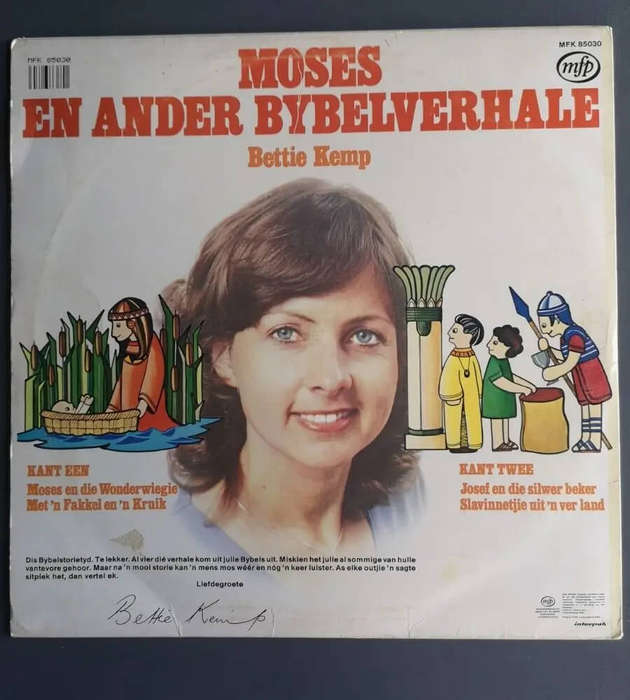 MFK 85030
MFK 85030
mfp
MOSES
EN ANDER BYBELVERHALE
Bettie Kemp
KANT EEN
Moses en die Wonderwiegie
Met 'n Fakkel en 'n Kruik
KANT TWEE
Josef en die silwer beker
Slavinnetjie uit 'n ver land
Dis Bybelstorietyd. Te lekker. Al vier dié verhale kom uit julle Bybels uit. Miskien het julle al sommige van hulle
vantevore gehoor. Maar na 'n mooi storie kan 'n mens mos wéér en nóg 'n keer luister. As elke outjie 'n sagte
sitplek het, dan vertel ek.
Liefdegroete
Bettie Kemp
mfp
interpak